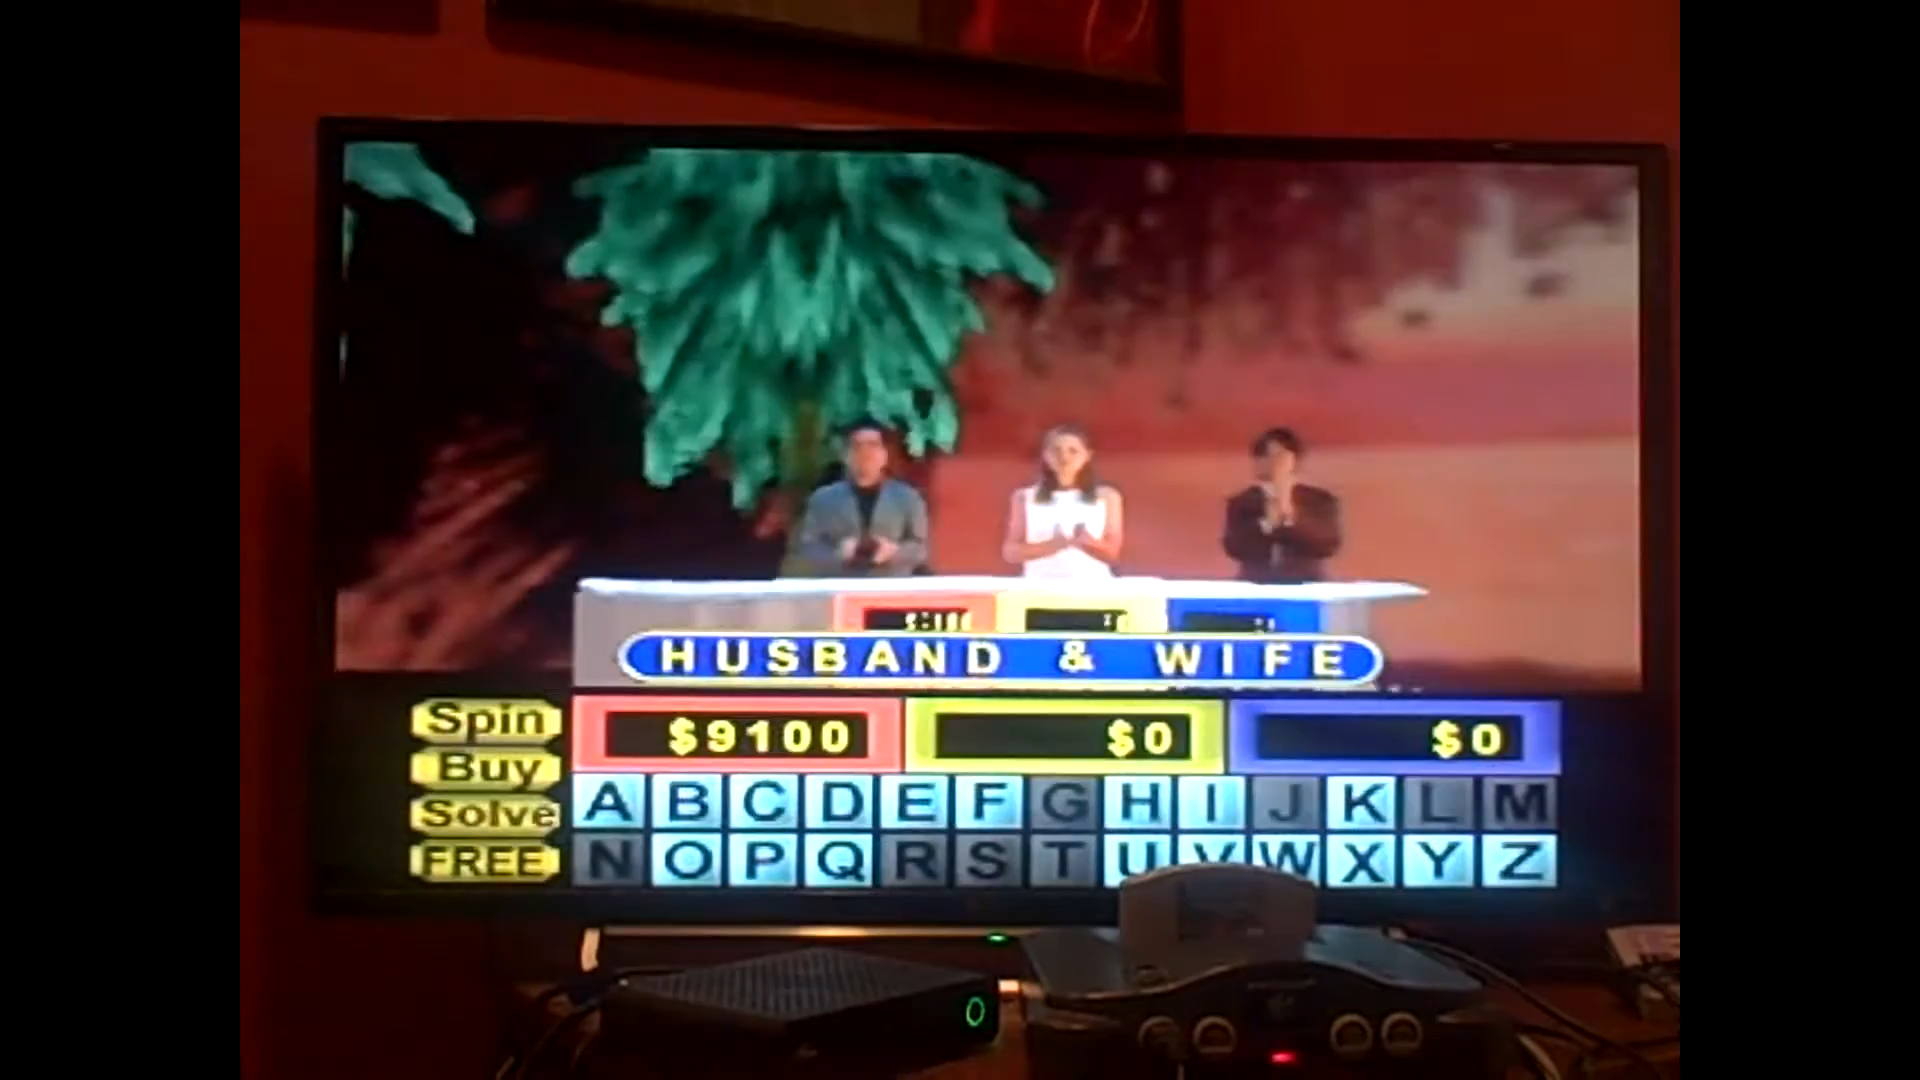 HUSBAND & WIFE
Spin $9100 $0 $0
Buy
A B C D E F G H I J K L M
Solve
N O P Q R S T U V W X Y Z
FREE